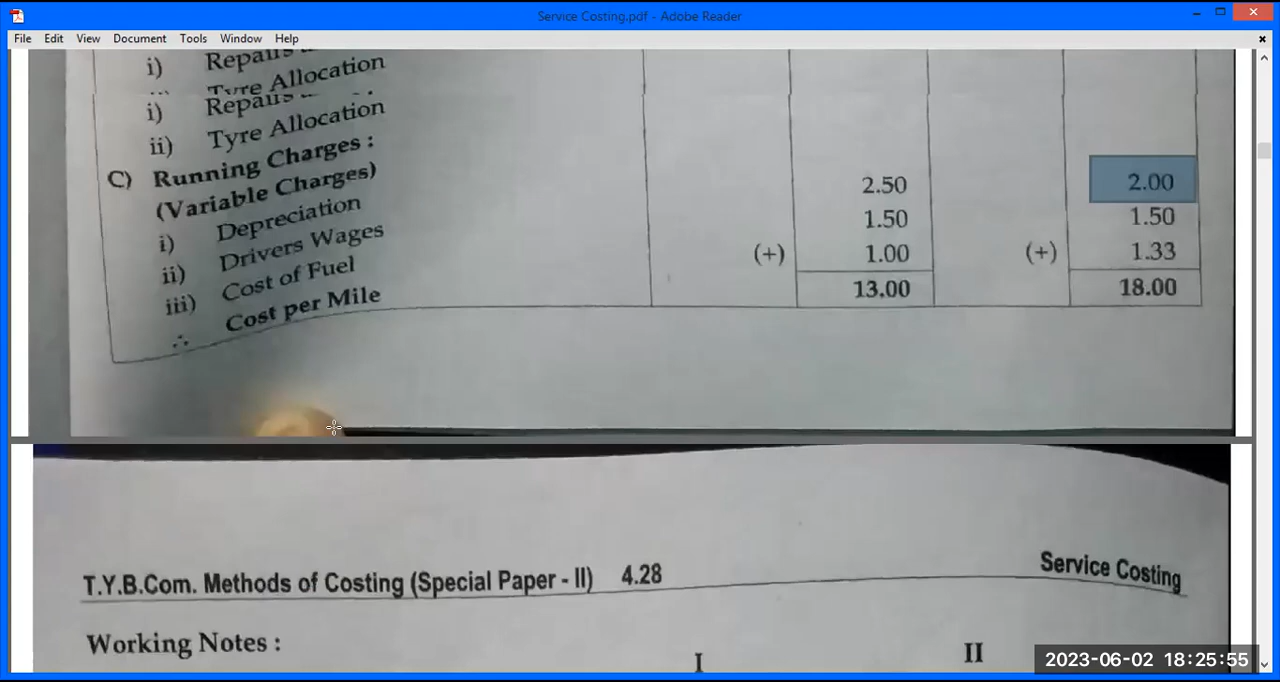 Service Costing.pdf - Adobe Reader
File Edit View Document Tools Window Help
i) Repairs
Tyre Allocation
i) Repairs
ii) Tyre Allocation
C) Running Charges :
(Variable Charges)
i) Depreciation 2.50 2.00
ii) Drivers Wages 1.50 1.50
iii) Cost of Fuel (+) 1.00 (+) 1.33
∴ Cost per Mile 13.00 18.00
T.Y.B.Com. Methods of Costing (Special Paper - II) 4.28 Service Costing
Working Notes :
I II
2023-06-02 18:25:55